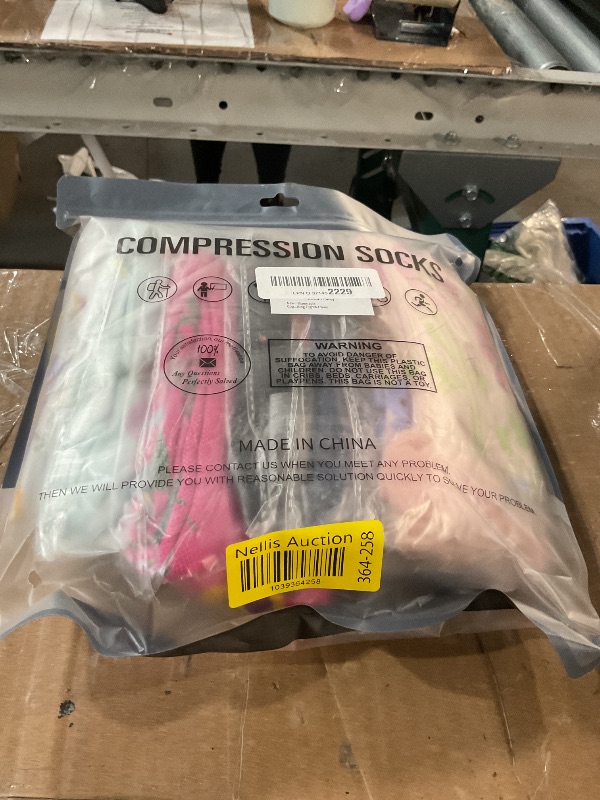 COMPRESSION SOCKS
2229
100%
Any Questions
Perfectly Solved
WARNING
TO AVOID DANGER OF
SUFFOCATION, KEEP THIS PLASTIC
BAG AWAY FROM BABIES AND
CHILDREN. DO NOT USE THIS BAG
IN CRIBS, BEDS, CARRIAGES, OR
PLAYPENS. THIS BAG IS NOT A TOY
MADE IN CHINA
PLEASE CONTACT US WHEN YOU MEET ANY PROBLEM,
THEN WE WILL PROVIDE YOU WITH REASONABLE SOLUTION QUICKLY TO YOUR PROBLEM
Nellis Auction
1039364258
364-258